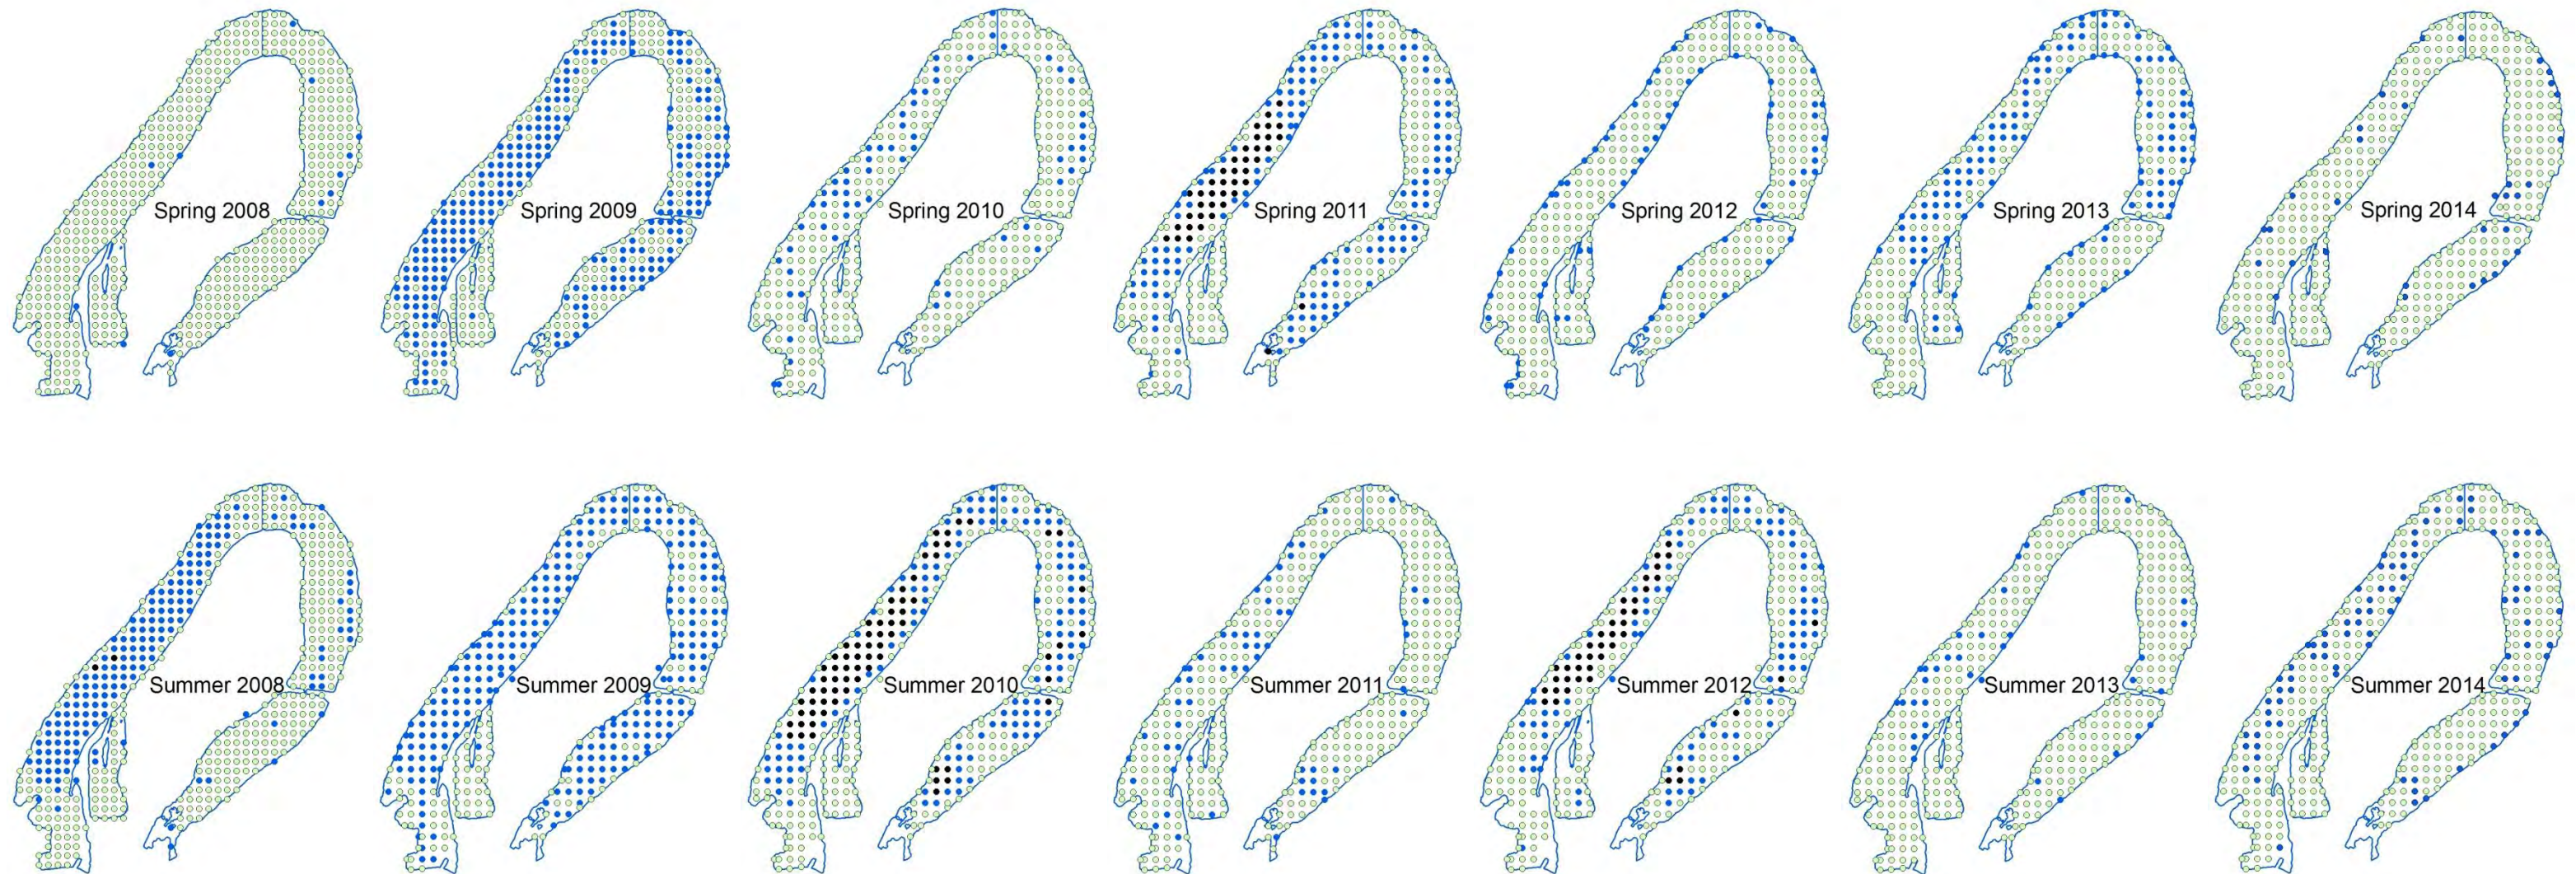 Spring 2008
Spring 2009
Spring 2010
Spring 2011
Spring 2012
Spring 2013
Spring 2014
Summer 2008
Summer 2009
Summer 2010
Summer 2011
Summer 2012
Summer 2013
Summer 2014